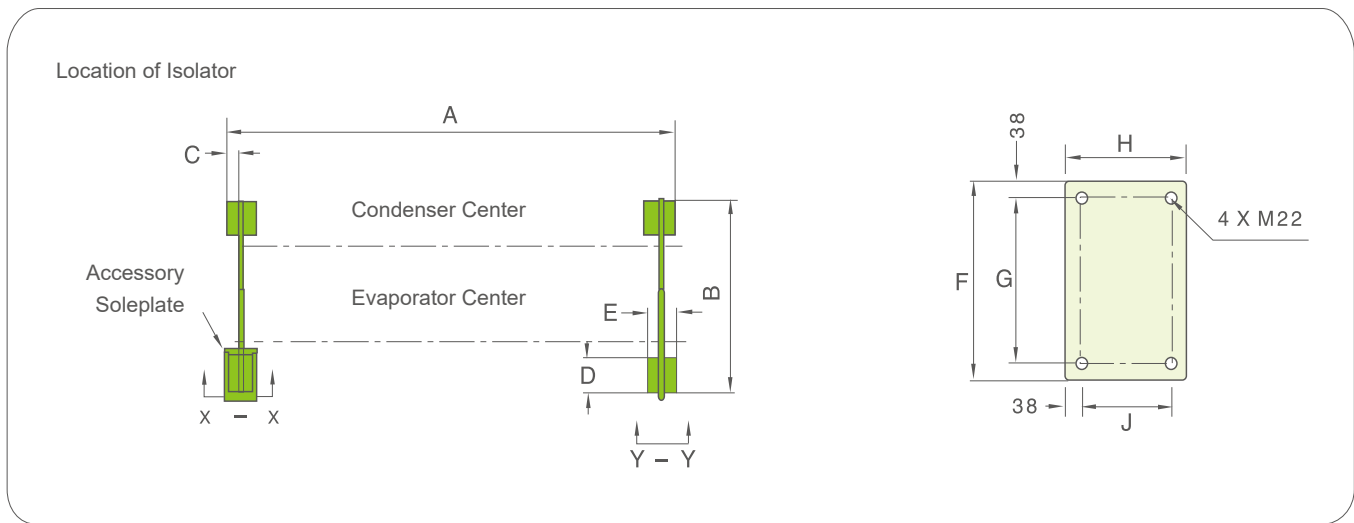 Location of Isolator
A
C
Condenser Center
Accessory
Soleplate
Evaporator Center
E
B
D
X – X
Y – Y
38
H
4 X M22
F
G
38
J